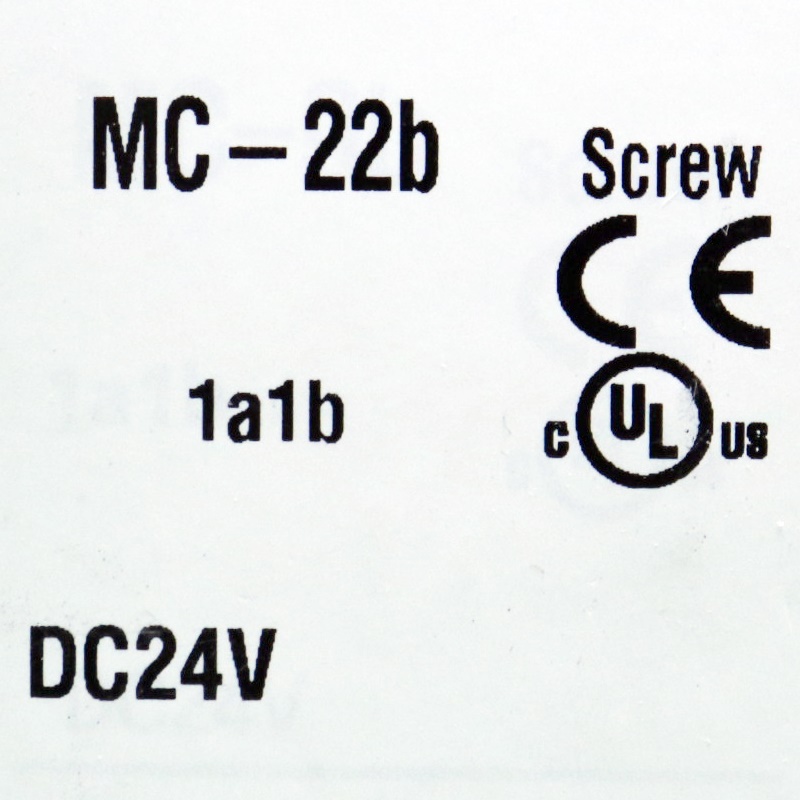 MC-22b
Screw
CE
1a1b
C UL US
DC24V